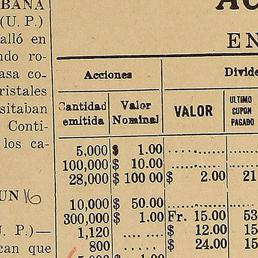 BANA
(U. P.)
alló en
ndo ro-
asa co-
ristales
sitaban
Conti-
los ca-
UN 16
U. P.)—
can que
EN
Acciones
Divide
Cantidad emitida
Valor Nominal
VALOR
ULTIMO CUPON PAGADO
5.000 $ 1.00
100,000 $ 10.00
28,000 $ 100 00 $ 2.00 21
10,000 $ 50.00
300,000 $ 1.00 Fr. 15.00 53
1,120 $ 12.00 15
800 $ 24.00 15